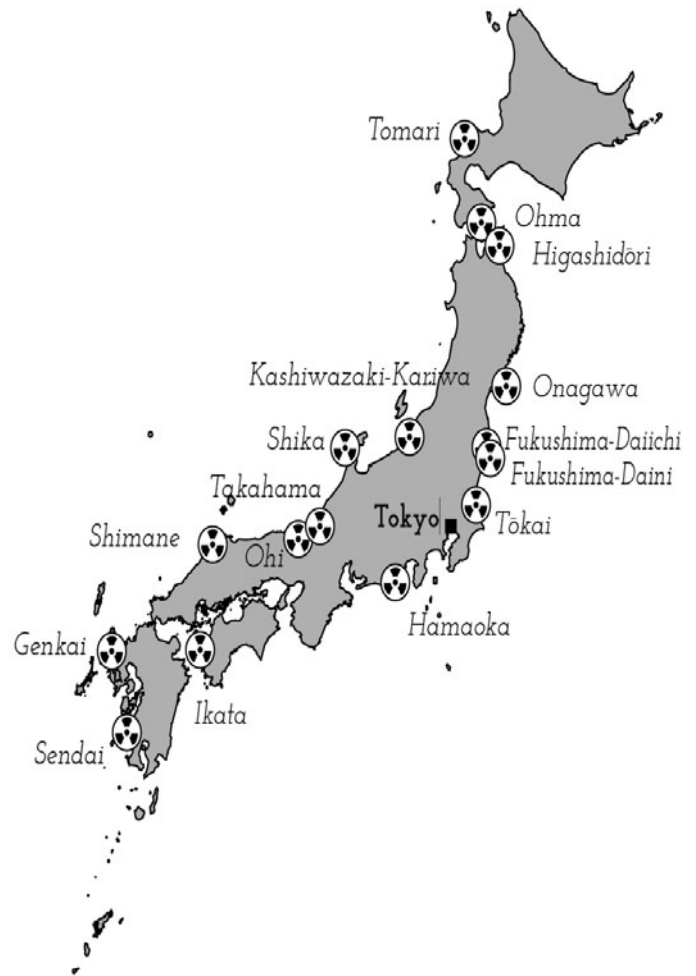 Tomari
Ohma
Higashidōri
Kashiwazaki-Kariwa
Onagawa
Shika
Fukushima-Daiichi
Fukushima-Daini
Takahama
Tokyo
Tōkai
Shimane
Ohi
Hamaoka
Genkai
Ikata
Sendai